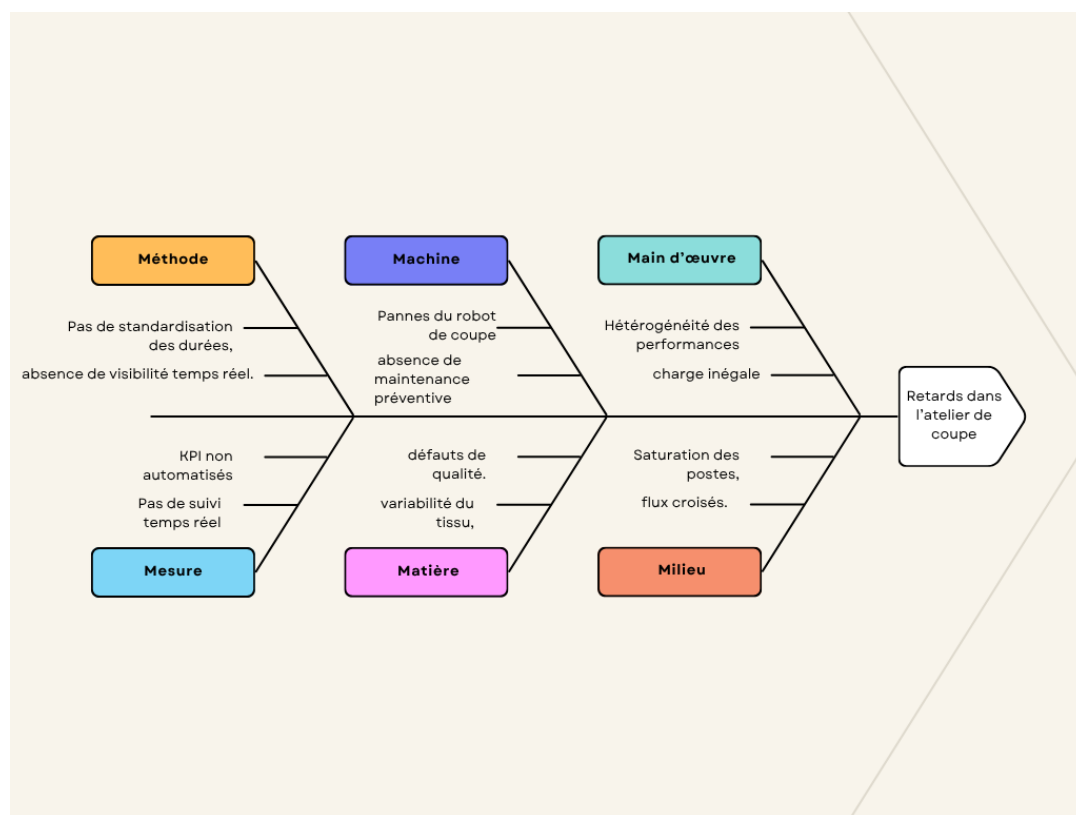 Méthode
Machine
Main d'œuvre
Pas de standardisation
des durées,
absence de visibilité temps réel.
Pannes du robot
de coupe
absence de
maintenance
préventive
Hétérogénéité des
performances
charge inégale
Retards dans
l'atelier de
coupe
KPI non
automatisés
Pas de suivi
temps réel
défauts de
qualité.
variabilité du
tissu,
Saturation des
postes,
flux croisés.
Mesure
Matière
Milieu